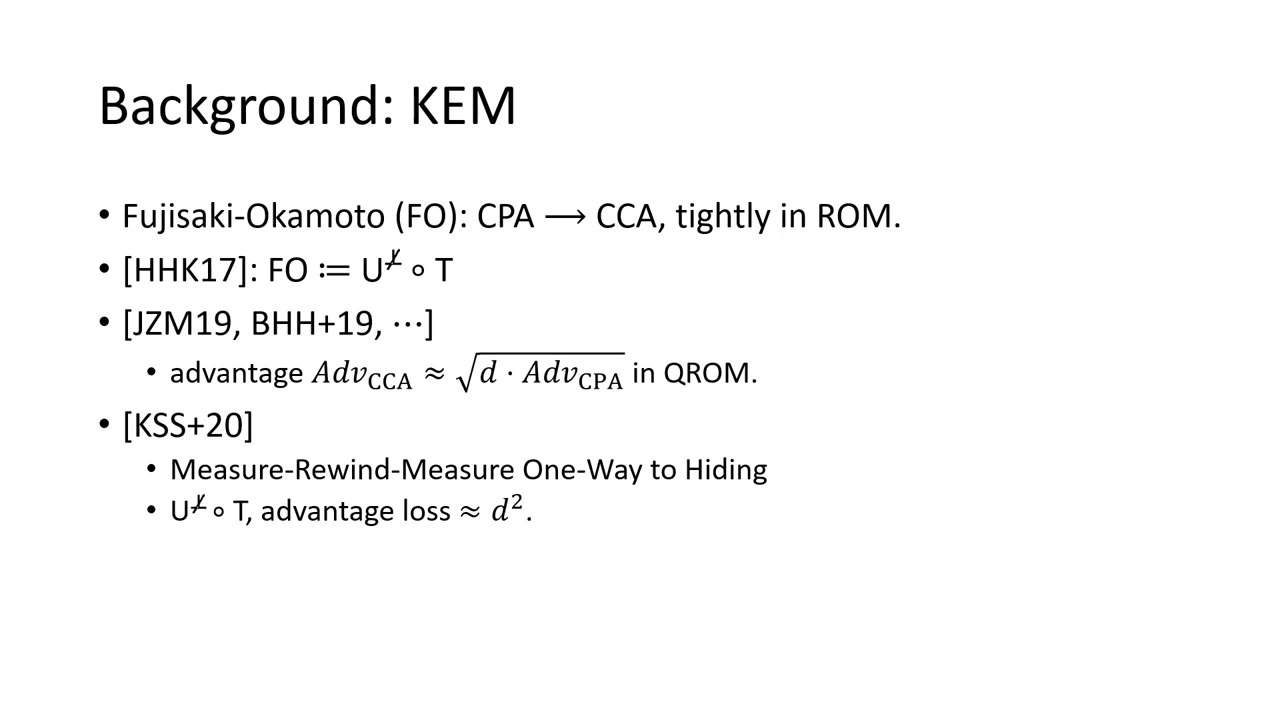 Background: KEM
• Fujisaki-Okamoto (FO): CPA ⟶ CCA, tightly in ROM.
• [HHK17]: FO ≔ U^⊥̸ ∘ T
• [JZM19, BHH+19, ⋯]
• advantage Adv_CCA ≈ √(d · Adv_CPA) in QROM.
• [KSS+20]
• Measure-Rewind-Measure One-Way to Hiding
• U^⊥̸ ∘ T, advantage loss ≈ d².